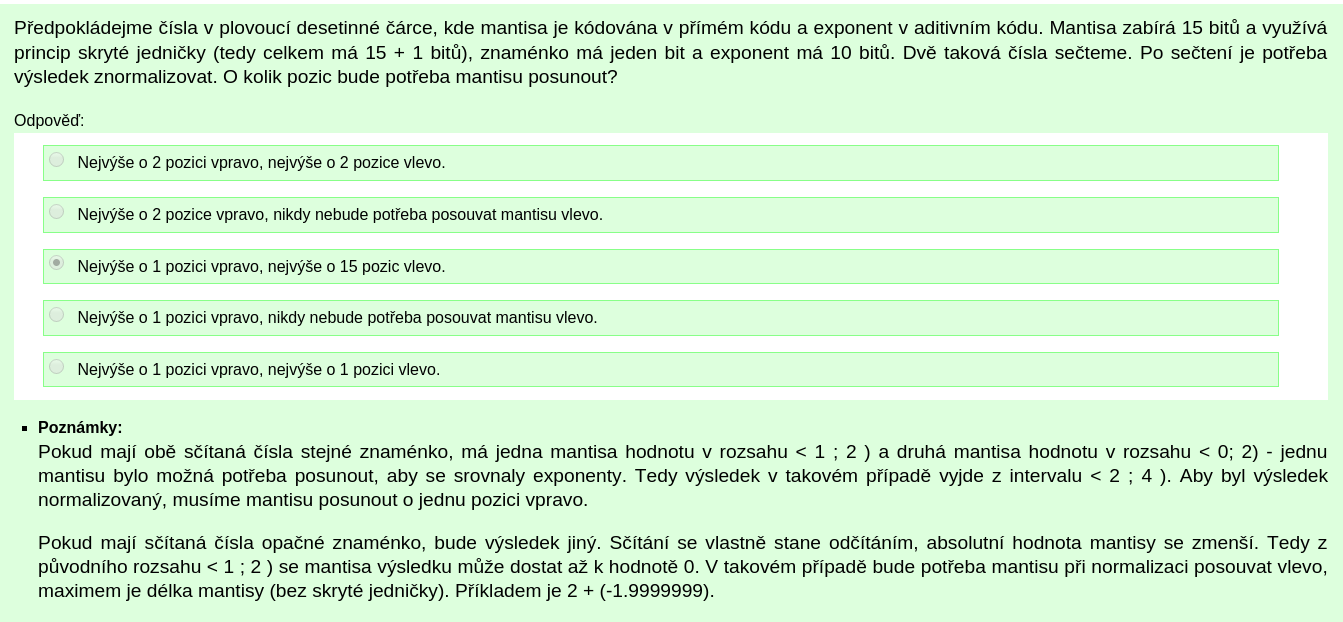 Předpokládejme čísla v plovoucí desetinné čárce, kde mantisa je kódována v přímém kódu a exponent v aditivním kódu. Mantisa zabírá 15 bitů a využívá
princip skryté jedničky (tedy celkem má 15 + 1 bitů), znaménko má jeden bit a exponent má 10 bitů. Dvě taková čísla sečteme. Po sečtení je potřeba
výsledek znormalizovat. O kolik pozic bude potřeba mantisu posunout?
Odpověď:
Nejvýše o 2 pozici vpravo, nejvýše o 2 pozice vlevo.
Nejvýše o 2 pozice vpravo, nikdy nebude potřeba posouvat mantisu vlevo.
Nejvýše o 1 pozici vpravo, nejvýše o 15 pozic vlevo.
Nejvýše o 1 pozici vpravo, nikdy nebude potřeba posouvat mantisu vlevo.
Nejvýše o 1 pozici vpravo, nejvýše o 1 pozici vlevo.
Poznámky:
Pokud mají obě sčítaná čísla stejné znaménko, má jedna mantisa hodnotu v rozsahu < 1 ; 2 ) a druhá mantisa hodnotu v rozsahu < 0; 2) - jednu
mantisu bylo možná potřeba posunout, aby se srovnaly exponenty. Tedy výsledek v takovém případě vyjde z intervalu < 2 ; 4 ). Aby byl výsledek
normalizovaný, musíme mantisu posunout o jednu pozici vpravo.
Pokud mají sčítaná čísla opačné znaménko, bude výsledek jiný. Sčítání se vlastně stane odčítáním, absolutní hodnota mantisy se zmenší. Tedy z
původního rozsahu < 1 ; 2 ) se mantisa výsledku může dostat až k hodnotě 0. V takovém případě bude potřeba mantisu při normalizaci posouvat vlevo,
maximem je délka mantisy (bez skryté jedničky). Příkladem je 2 + (-1.9999999).